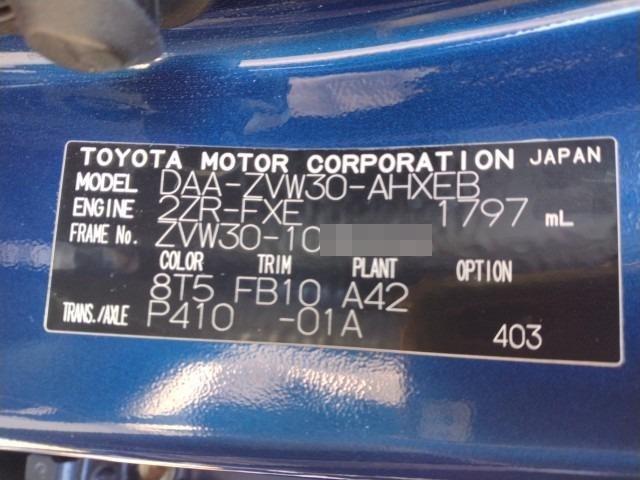 TOYOTA MOTOR CORPORATION JAPAN
MODEL DAA-ZVW30-AHXEB
ENGINE 2ZR-FXE 1797 mL
FRAME No. ZVW30-10
COLOR TRIM PLANT OPTION
8T5 FB10 A42
TRANS./AXLE P410 -01A
403